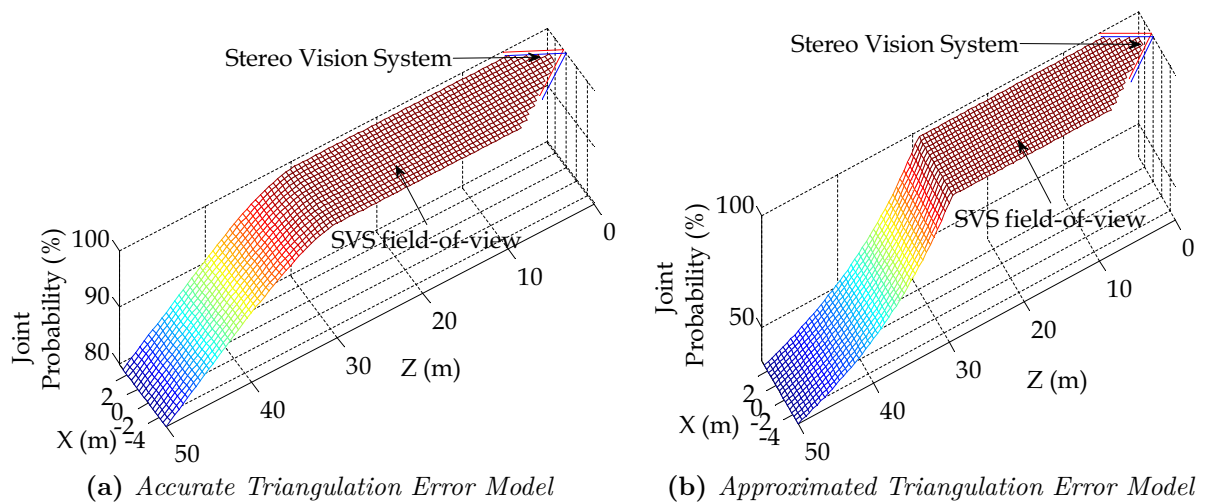 Stereo Vision System
SVS field-of-view
100
90
80
Joint
Probability (%)
2
0
-2
-4
X (m)
50
40
30
20
10
0
Z (m)
(a) Accurate Triangulation Error Model
Stereo Vision System
SVS field-of-view
100
50
Joint
Probability (%)
2
0
-2
-4
X (m)
50
40
30
20
10
0
Z (m)
(b) Approximated Triangulation Error Model